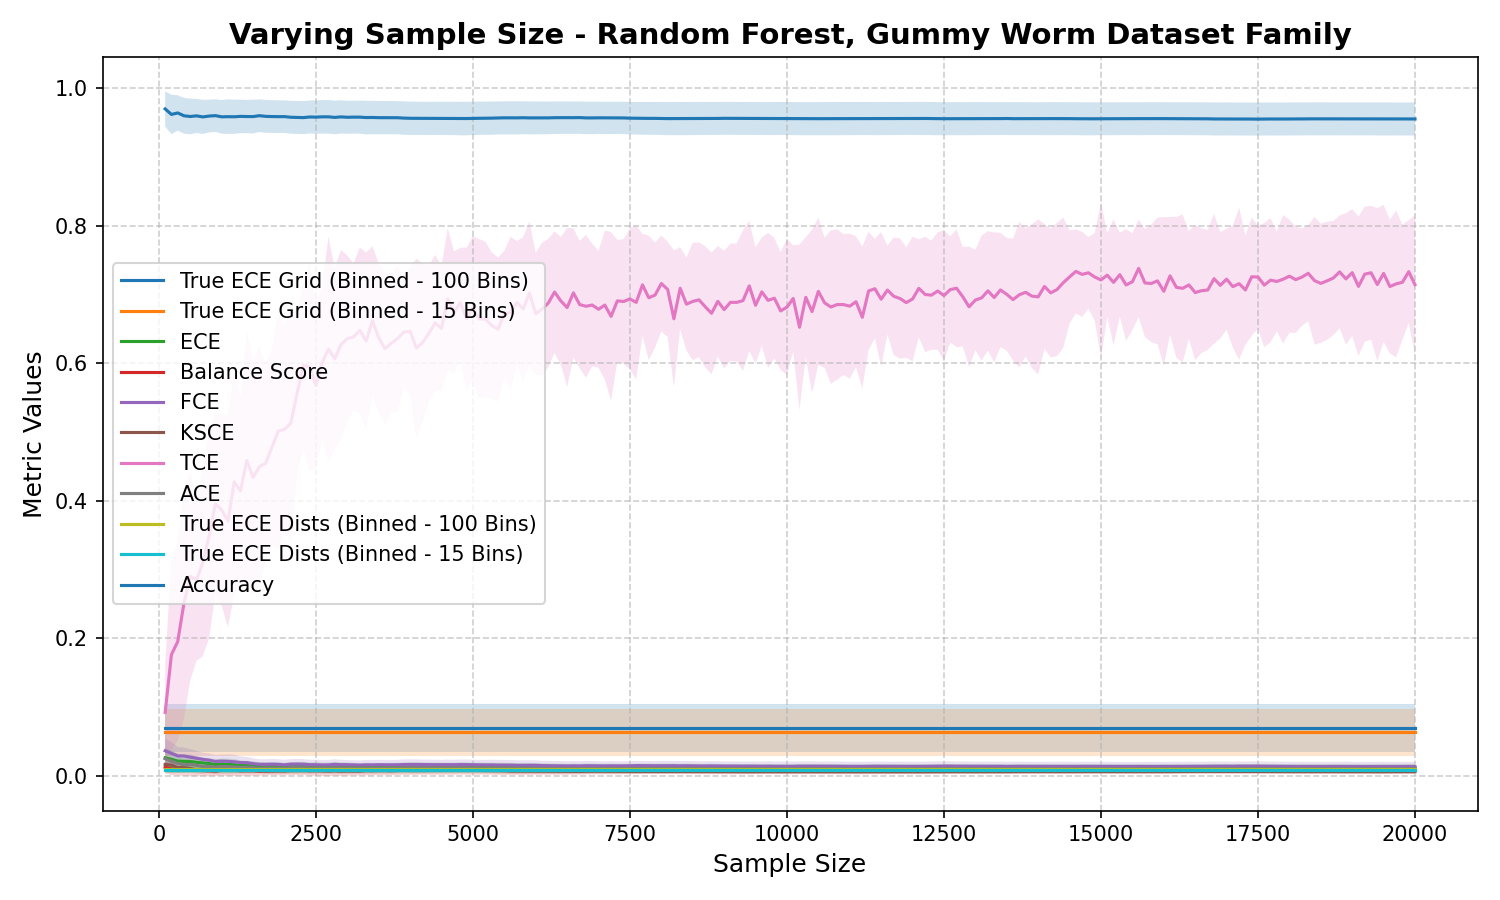 Varying Sample Size - Random Forest, Gummy Worm Dataset Family
Metric Values
1.0
0.8
0.6
0.4
0.2
0.0
True ECE Grid (Binned - 100 Bins)
True ECE Grid (Binned - 15 Bins)
ECE
Balance Score
FCE
KSCE
TCE
ACE
True ECE Dists (Binned - 100 Bins)
True ECE Dists (Binned - 15 Bins)
Accuracy
0 2500 5000 7500 10000 12500 15000 17500 20000
Sample Size